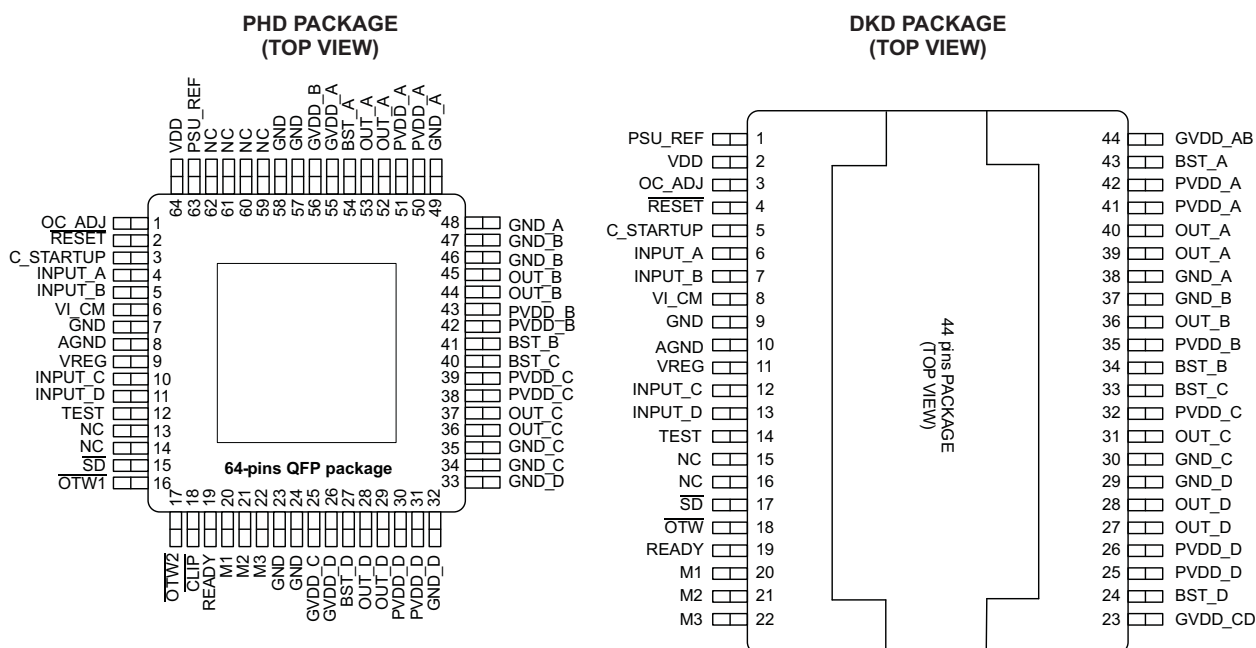 PHD PACKAGE
(TOP VIEW)
VDD
PSU_REF
NC
NC
NC
NC
GND
GND
GVDD_B
GVDD_A
BST_A
OUT_A
OUT_A
PVDD_A
PVDD_A
GND_A
64
63
62
61
60
59
58
57
56
55
54
53
52
51
50
49
OC_ADJ 1
RESET 2
C_STARTUP 3
INPUT_A 4
INPUT_B 5
VI_CM 6
GND 7
AGND 8
VREG 9
INPUT_C 10
INPUT_D 11
TEST 12
NC 13
NC 14
SD 15
OTW1 16
48 GND_A
47 GND_B
46 GND_B
45 OUT_B
44 OUT_B
43 PVDD_B
42 PVDD_B
41 BST_B
40 BST_C
39 PVDD_C
38 PVDD_C
37 OUT_C
36 OUT_C
35 GND_C
34 GND_C
33 GND_D
64-pins QFP package
17
18
19
20
21
22
23
24
25
26
27
28
29
30
31
32
OTW2
CLIP
READY
M1
M2
M3
GND
GND
GVDD_C
GVDD_D
BST_D
OUT_D
OUT_D
PVDD_D
PVDD_D
GND_D
DKD PACKAGE
(TOP VIEW)
PSU_REF 1
VDD 2
OC_ADJ 3
RESET 4
C_STARTUP 5
INPUT_A 6
INPUT_B 7
VI_CM 8
GND 9
AGND 10
VREG 11
INPUT_C 12
INPUT_D 13
TEST 14
NC 15
NC 16
SD 17
OTW 18
READY 19
M1 20
M2 21
M3 22
44 pins PACKAGE
(TOP VIEW)
44 GVDD_AB
43 BST_A
42 PVDD_A
41 PVDD_A
40 OUT_A
39 OUT_A
38 GND_A
37 GND_B
36 OUT_B
35 PVDD_B
34 BST_B
33 BST_C
32 PVDD_C
31 OUT_C
30 GND_C
29 GND_D
28 OUT_D
27 OUT_D
26 PVDD_D
25 PVDD_D
24 BST_D
23 GVDD_CD